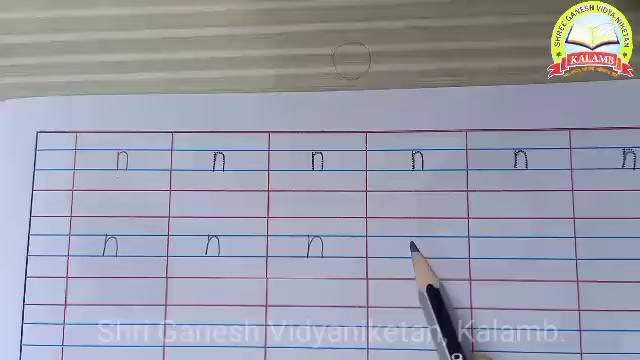 SHREE GANESH VIDYANIKETAN
KALAMB
n n n n n n
n n n
Shri Ganesh Vidyaniketan, Kalamb.